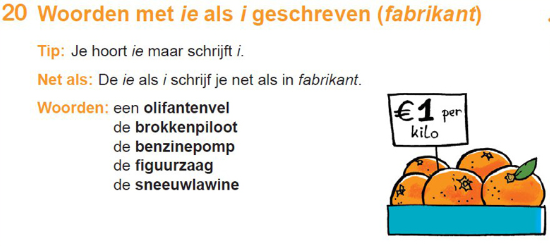 20 Woorden met ie als i geschreven (fabrikant)
Tip: Je hoort ie maar schrijft i.
Net als: De ie als i schrijf je net als in fabrikant.
Woorden: een olifantenvel
de brokkenpiloot
de benzinepomp
de figuurzaag
de sneeuwlawine
€1 per
kilo